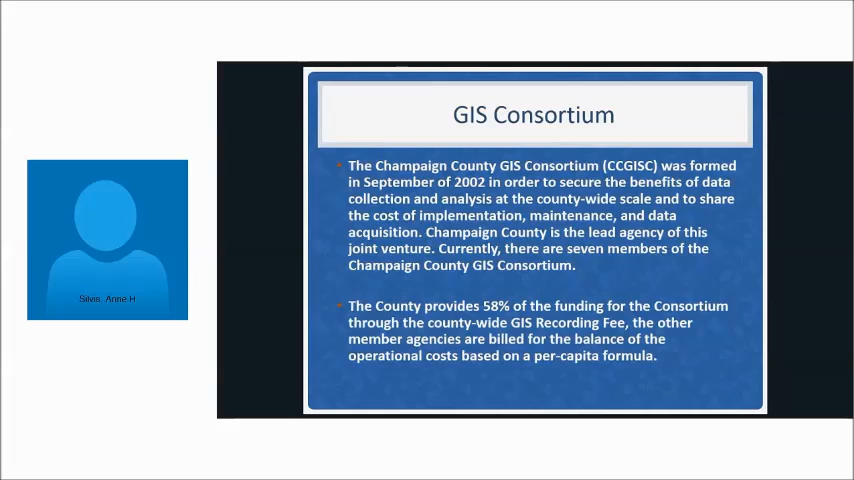 GIS Consortium
The Champaign County GIS Consortium (CCGISC) was formed
in September of 2002 in order to secure the benefits of data
collection and analysis at the county-wide scale and to share
the cost of implementation, maintenance, and data
acquisition. Champaign County is the lead agency of this
joint venture. Currently, there are seven members of the
Champaign County GIS Consortium.
The County provides 58% of the funding for the Consortium
through the county-wide GIS Recording Fee, the other
member agencies are billed for the balance of the
operational costs based on a per-capita formula.
Silvis, Anne H